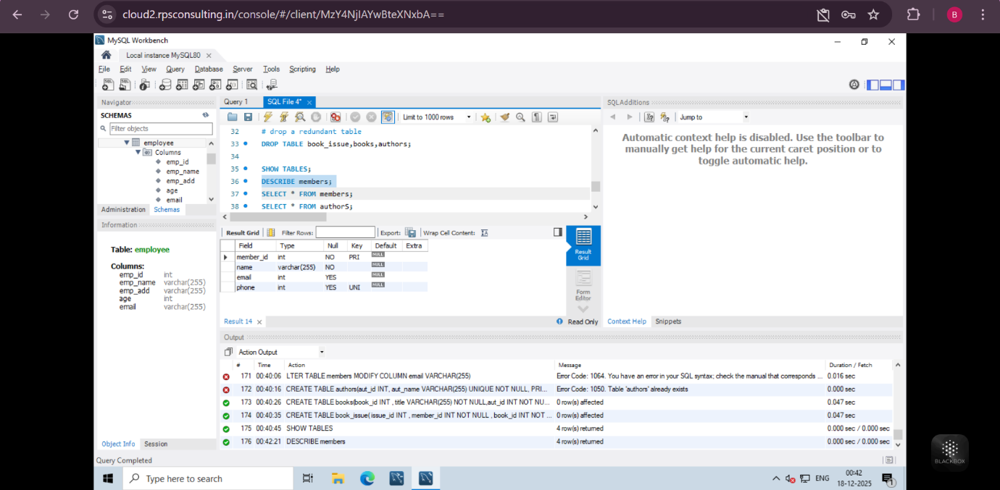 cloud2.rpsconsulting.in/console/#/client/MzY4NjIAYwBteXNxbA==
B
MySQL Workbench
Local instance MySQL80
File Edit View Query Database Server Tools Scripting Help
Navigator
SCHEMAS
Filter objects
employee
Columns
emp_id
emp_name
emp_add
age
email
Administration Schemas
Information
Table: employee
Columns:
emp_id int
emp_name varchar(255)
emp_add varchar(255)
age int
email varchar(255)
Object Info Session
Query 1 SQL File 4*
Limit to 1000 rows
32 # drop a redundant table
33 DROP TABLE book_issue,books,authors;
34
35 SHOW TABLES;
36 DESCRIBE members;
37 SELECT * FROM members;
38 SELECT * FROM authorS;
Result Grid Filter Rows: Export: Wrap Cell Content:
Field Type Null Key Default Extra
member_id int NO PRI NULL
name varchar(255) NO NULL
email int YES NULL
phone int YES UNI NULL
Result Grid
Form Editor
Result 14
Read Only
SQLAdditions
Jump to
Automatic context help is disabled. Use the toolbar to
manually get help for the current caret position or to
toggle automatic help.
Context Help Snippets
Output
Action Output
# Time Action Message Duration / Fetch
171 00:40:06 LTER TABLE members MODIFY COLUMN email VARCHAR(255) Error Code: 1064. You have an error in your SQL syntax; check the manual that corresponds ... 0.016 sec
172 00:40:16 CREATE TABLE authors(aut_id INT, aut_name VARCHAR(255) UNIQUE NOT NULL, PRI... Error Code: 1050. Table 'authors' already exists 0.000 sec
173 00:40:26 CREATE TABLE books(book_id INT , title VARCHAR(255) NOT NULL,aut_id INT NOT NU... 0 row(s) affected 0.047 sec
174 00:40:35 CREATE TABLE book_issue( issue_id INT , member_id INT NOT NULL , book_id INT NOT ... 0 row(s) affected 0.047 sec
175 00:40:45 SHOW TABLES 4 row(s) returned 0.000 sec / 0.000 sec
176 00:42:21 DESCRIBE members 4 row(s) returned 0.000 sec / 0.000 sec
Query Completed
BLACKBOX
Type here to search
ENG
00:42
18-12-2025
1